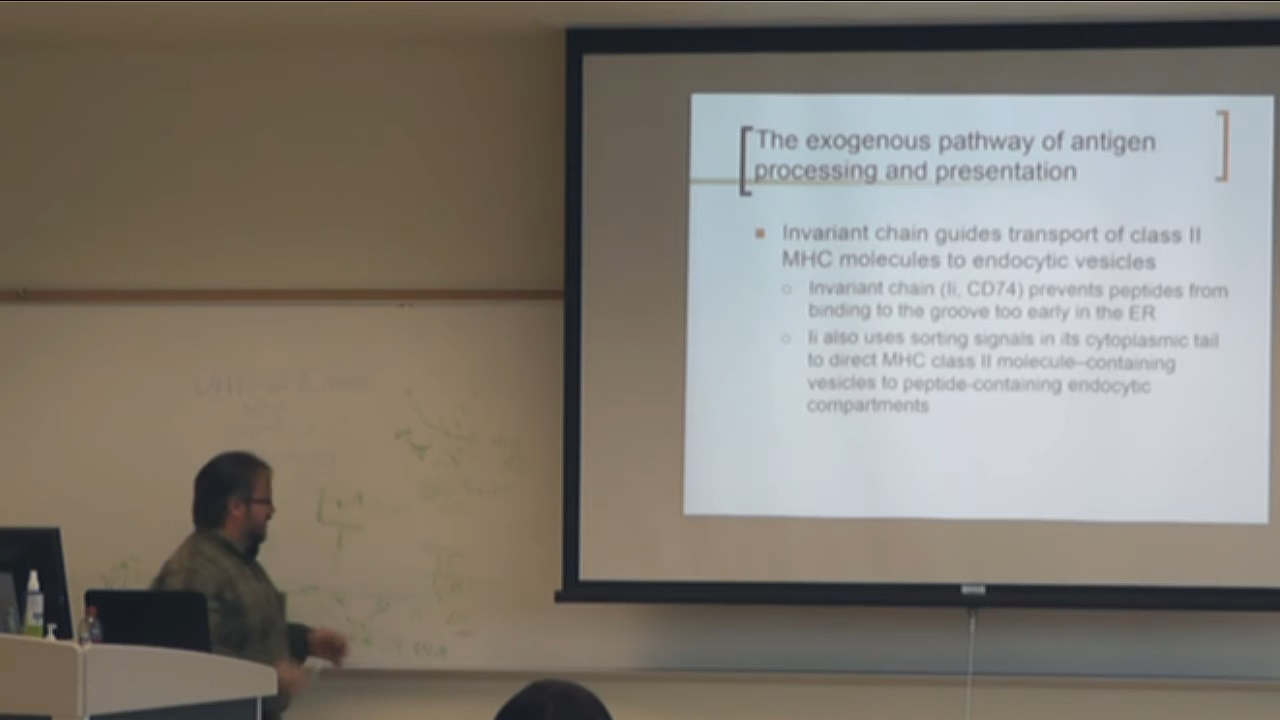 The exogenous pathway of antigen
processing and presentation
Invariant chain guides transport of class II
MHC molecules to endocytic vesicles
Invariant chain (Ii, CD74) prevents peptides from
binding to the groove too early in the ER
Ii also uses sorting signals in its cytoplasmic tail
to direct MHC class II molecule–containing
vesicles to peptide-containing endocytic
compartments